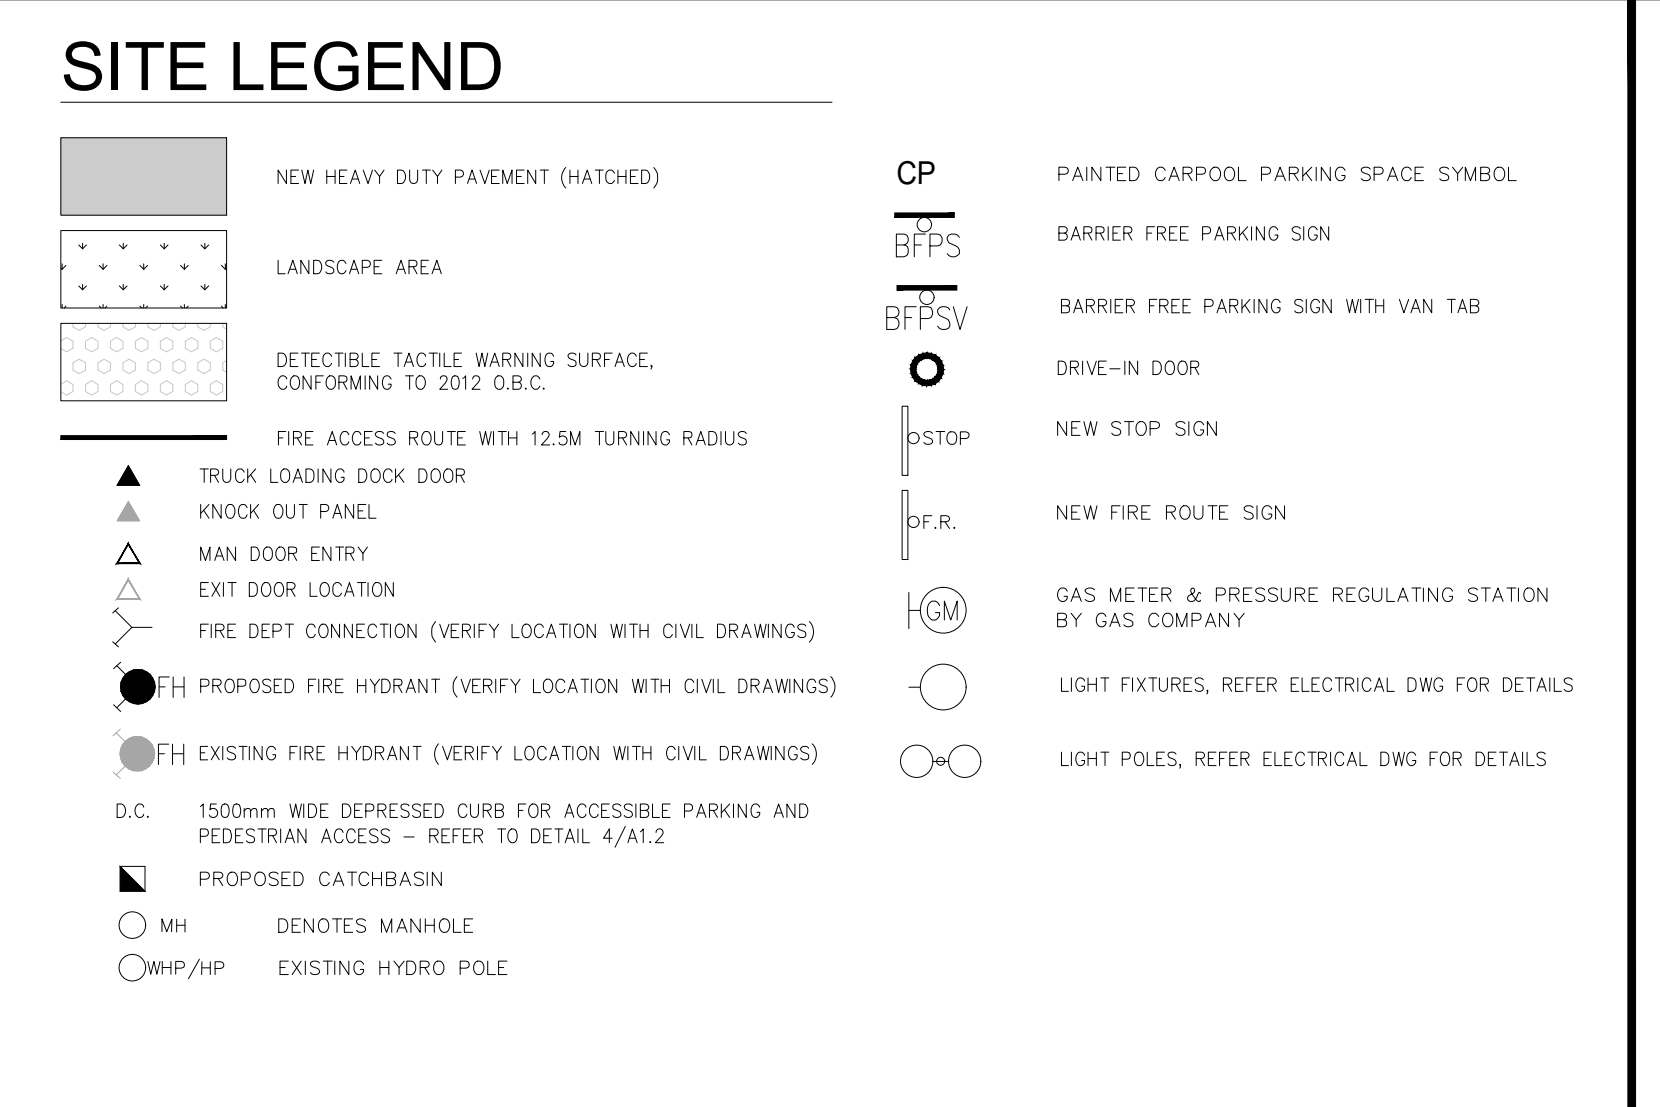 SITE LEGEND
NEW HEAVY DUTY PAVEMENT (HATCHED)
LANDSCAPE AREA
DETECTIBLE TACTILE WARNING SURFACE,
CONFORMING TO 2012 O.B.C.
FIRE ACCESS ROUTE WITH 12.5M TURNING RADIUS
TRUCK LOADING DOCK DOOR
KNOCK OUT PANEL
MAN DOOR ENTRY
EXIT DOOR LOCATION
FIRE DEPT CONNECTION (VERIFY LOCATION WITH CIVIL DRAWINGS)
FH PROPOSED FIRE HYDRANT (VERIFY LOCATION WITH CIVIL DRAWINGS)
FH EXISTING FIRE HYDRANT (VERIFY LOCATION WITH CIVIL DRAWINGS)
D.C. 1500mm WIDE DEPRESSED CURB FOR ACCESSIBLE PARKING AND
PEDESTRIAN ACCESS – REFER TO DETAIL 4/A1.2
PROPOSED CATCHBASIN
MH DENOTES MANHOLE
WHP/HP EXISTING HYDRO POLE
CP PAINTED CARPOOL PARKING SPACE SYMBOL
BFPS BARRIER FREE PARKING SIGN
BFPSV BARRIER FREE PARKING SIGN WITH VAN TAB
DRIVE–IN DOOR
STOP NEW STOP SIGN
F.R. NEW FIRE ROUTE SIGN
GM GAS METER & PRESSURE REGULATING STATION
BY GAS COMPANY
LIGHT FIXTURES, REFER ELECTRICAL DWG FOR DETAILS
LIGHT POLES, REFER ELECTRICAL DWG FOR DETAILS